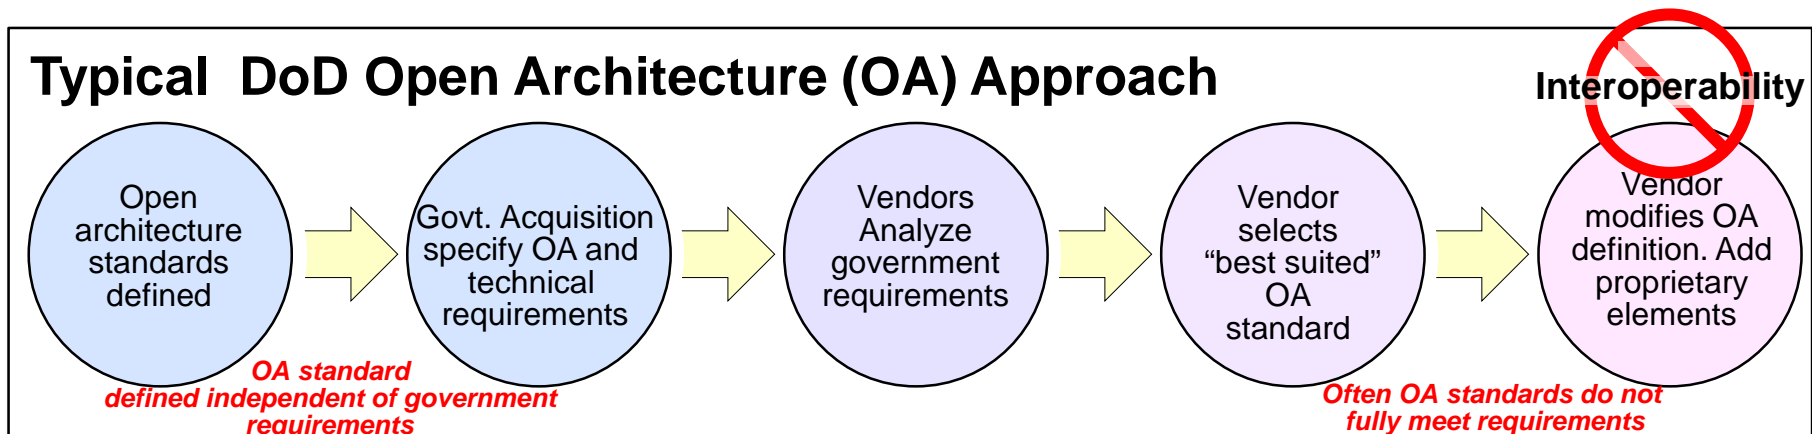 Typical DoD Open Architecture (OA) Approach
Interoperability
Open
architecture
standards
defined
Govt. Acquisition
specify OA and
technical
requirements
Vendors
Analyze
government
requirements
Vendor
selects
“best suited”
OA
standard
Vendor
modifies OA
definition. Add
proprietary
elements
OA standard
defined independent of government
requirements
Often OA standards do not
fully meet requirements